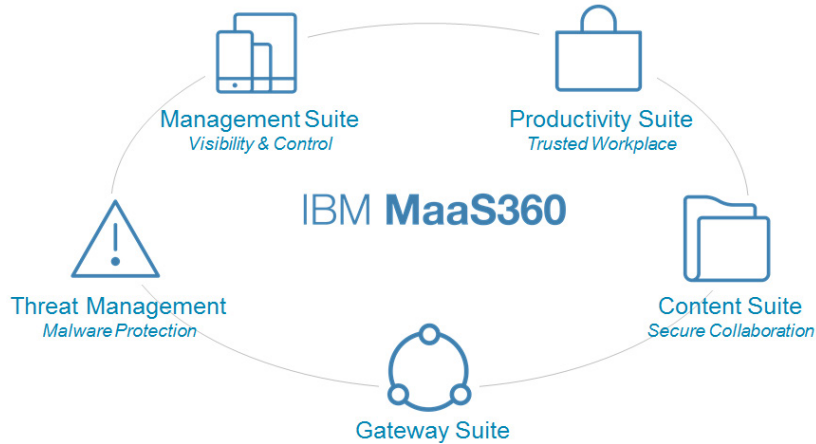 Management Suite
Visibility & Control
Productivity Suite
Trusted Workplace
IBM MaaS360
Threat Management
Malware Protection
Content Suite
Secure Collaboration
Gateway Suite